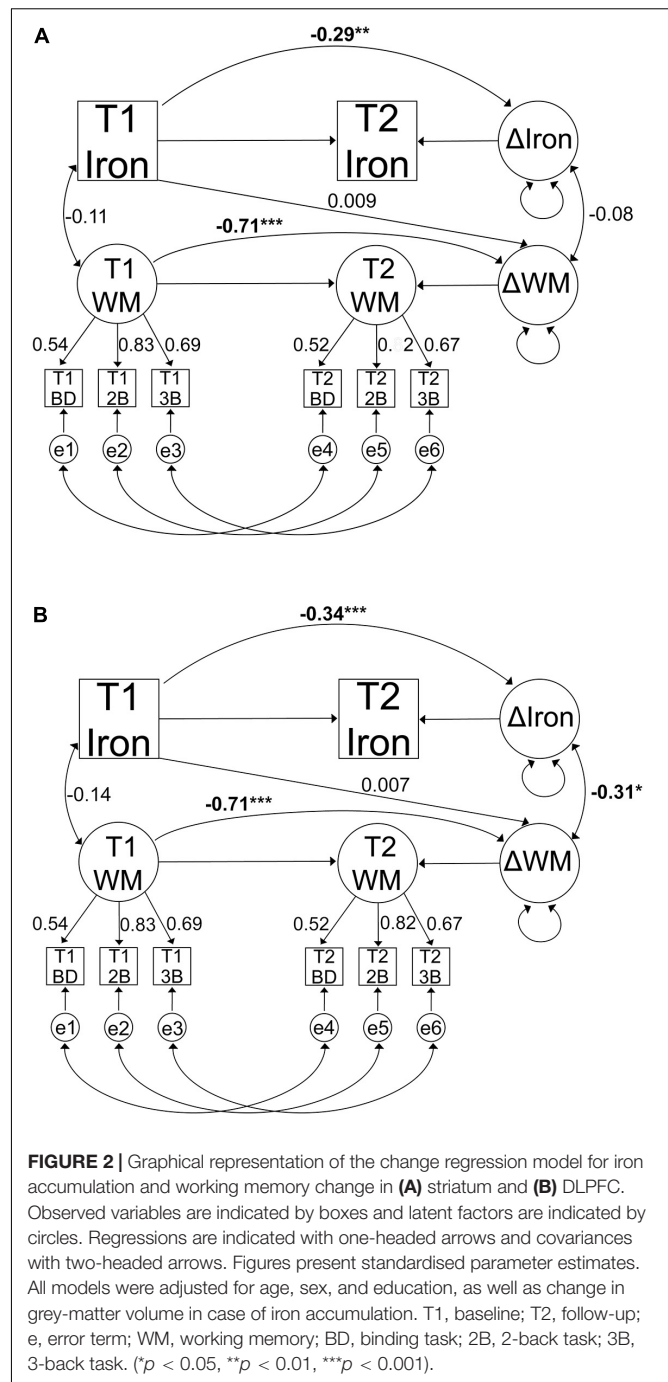 A
-0.29**
T1
Iron
T2
Iron
ΔIron
0.009
-0.11
-0.71***
-0.08
T1
WM
T2
WM
ΔWM
0.54
0.83
0.69
0.52
0.67
T1
BD
T1
2B
T1
3B
T2
BD
T2
2B
T2
3B
e1
e2
e3
e4
e5
e6
B
-0.34***
T1
Iron
T2
Iron
ΔIron
0.007
-0.14
-0.71***
-0.31*
T1
WM
T2
WM
ΔWM
0.54
0.83
0.69
0.52
0.82
0.67
T1
BD
T1
2B
T1
3B
T2
BD
T2
2B
T2
3B
e1
e2
e3
e4
e5
e6
FIGURE 2 | Graphical representation of the change regression model for iron
accumulation and working memory change in (A) striatum and (B) DLPFC.
Observed variables are indicated by boxes and latent factors are indicated by
circles. Regressions are indicated with one-headed arrows and covariances
with two-headed arrows. Figures present standardised parameter estimates.
All models were adjusted for age, sex, and education, as well as change in
grey-matter volume in case of iron accumulation. T1, baseline; T2, follow-up;
e, error term; WM, working memory; BD, binding task; 2B, 2-back task; 3B,
3-back task. (*p < 0.05, **p < 0.01, ***p < 0.001).